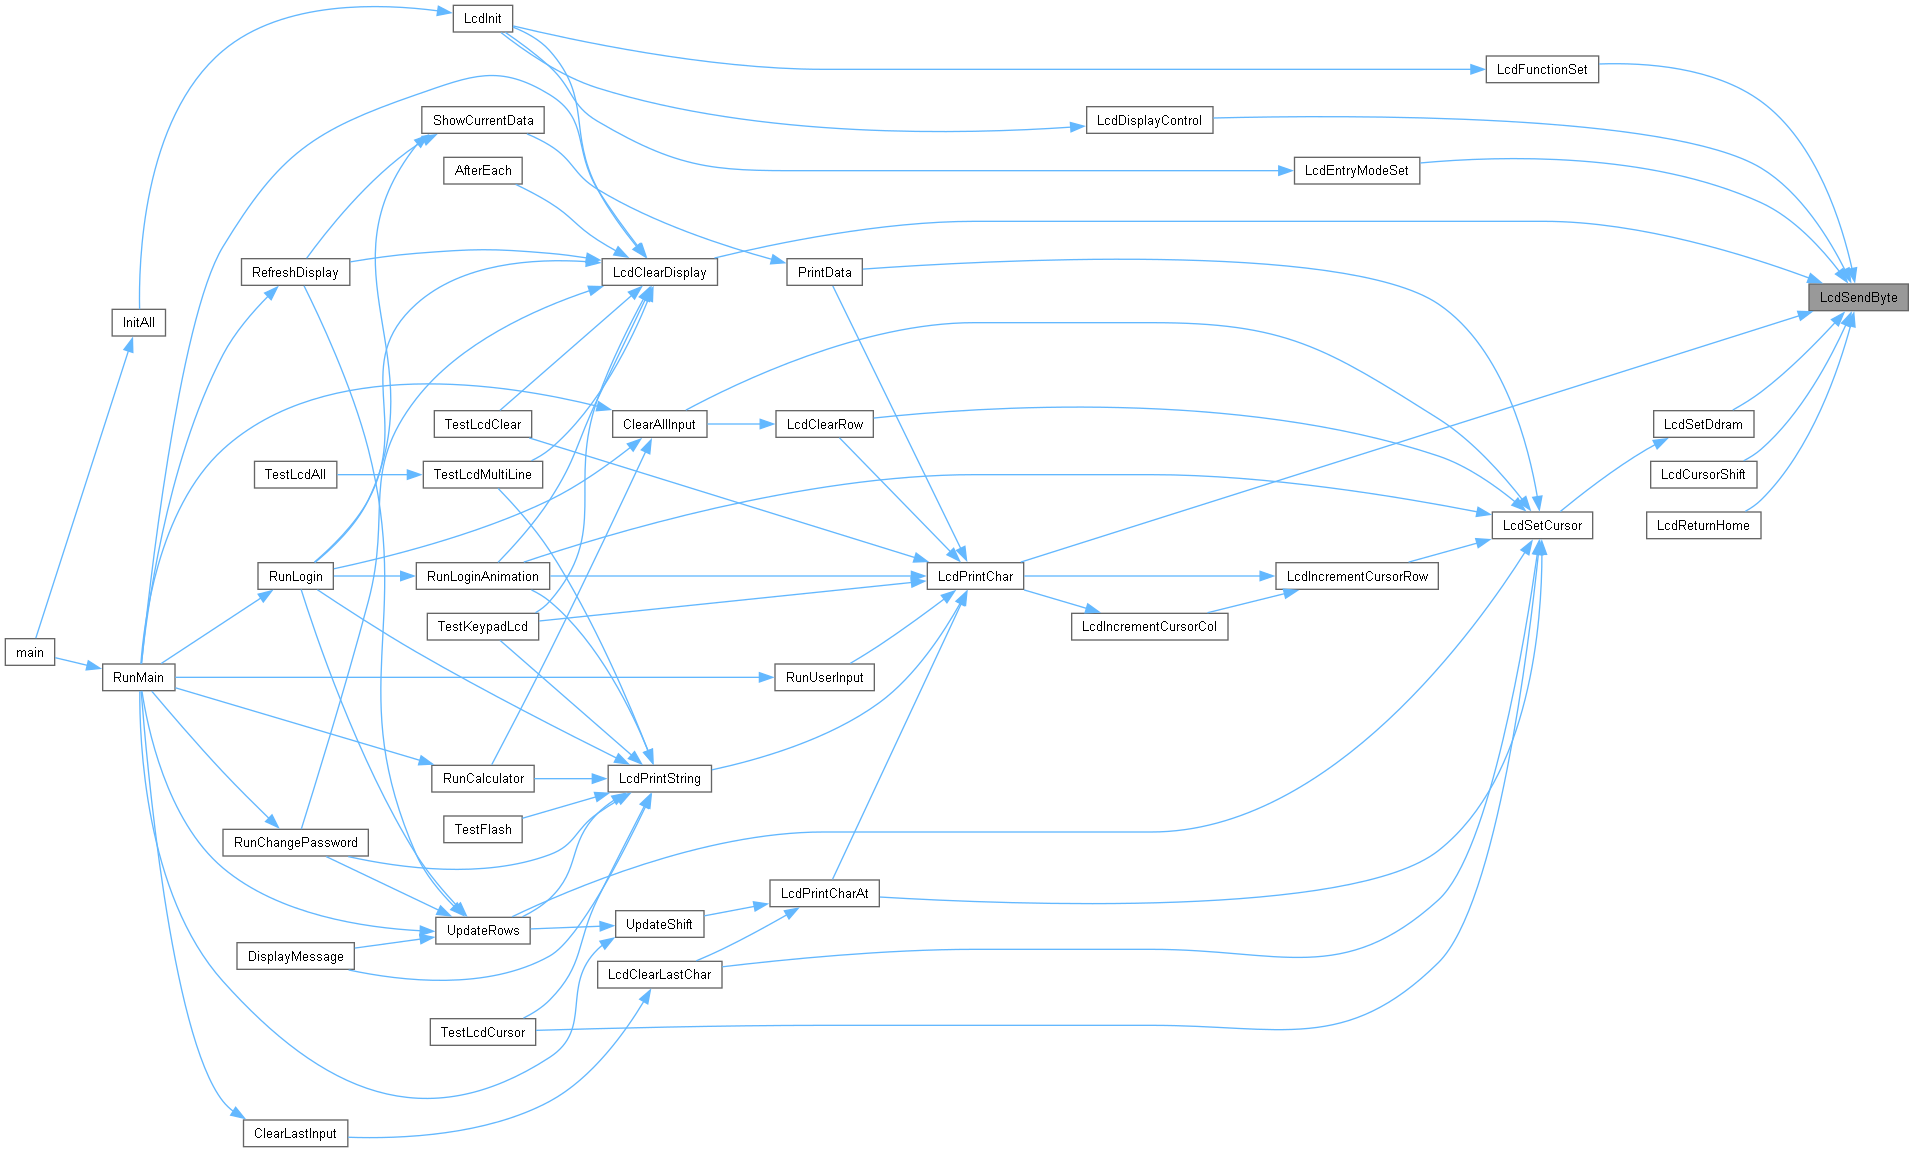 LcdInit
LcdFunctionSet
ShowCurrentData
LcdDisplayControl
AfterEach
LcdEntryModeSet
RefreshDisplay
LcdClearDisplay
PrintData
LcdSendByte
InitAll
TestLcdClear
ClearAllInput
LcdClearRow
LcdSetDdram
TestLcdAll
TestLcdMultiLine
LcdCursorShift
LcdSetCursor
LcdReturnHome
RunLogin
RunLoginAnimation
LcdPrintChar
LcdIncrementCursorRow
TestKeypadLcd
LcdIncrementCursorCol
main
RunMain
RunUserInput
RunCalculator
LcdPrintString
TestFlash
RunChangePassword
LcdPrintCharAt
UpdateRows
UpdateShift
DisplayMessage
LcdClearLastChar
TestLcdCursor
ClearLastInput